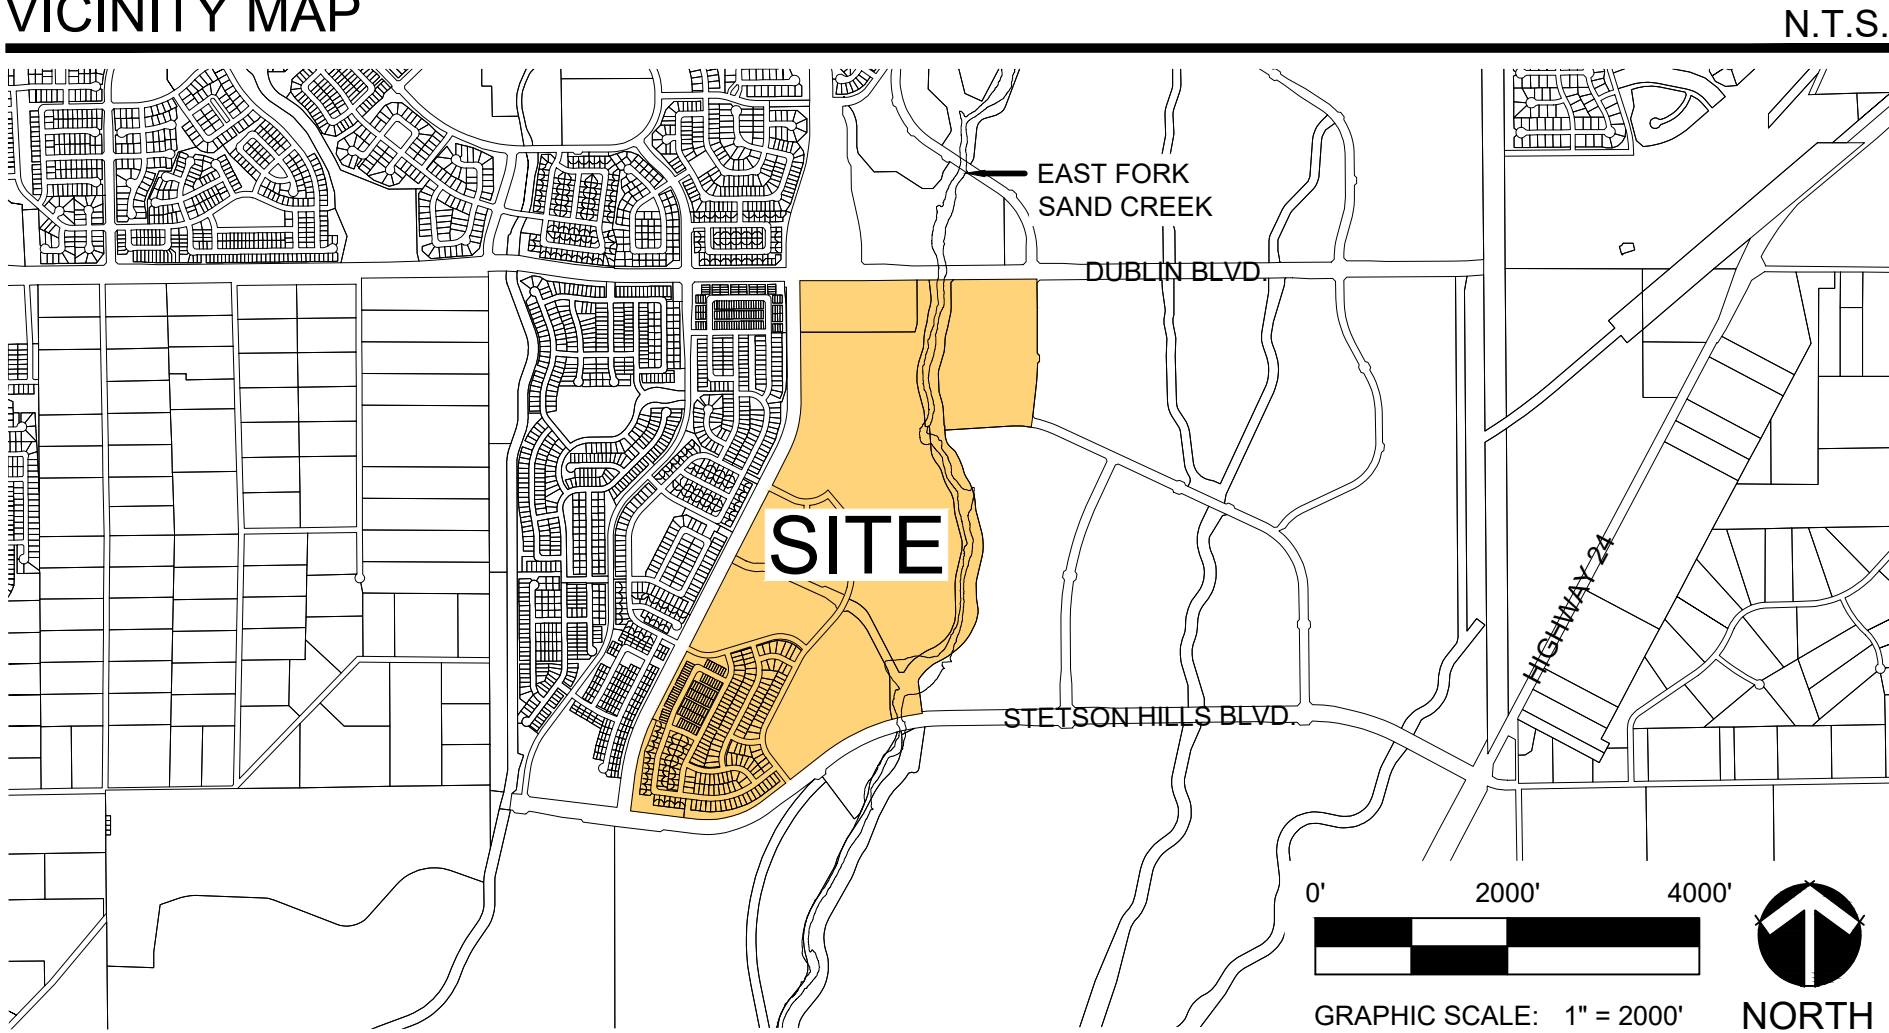 VICINITY MAP
N.T.S.
EAST FORK
SAND CREEK
DUBLIN BLVD.
SITE
HIGHWAY 24
STETSON HILLS BLVD.
0' 2000' 4000'
GRAPHIC SCALE: 1" = 2000'
NORTH